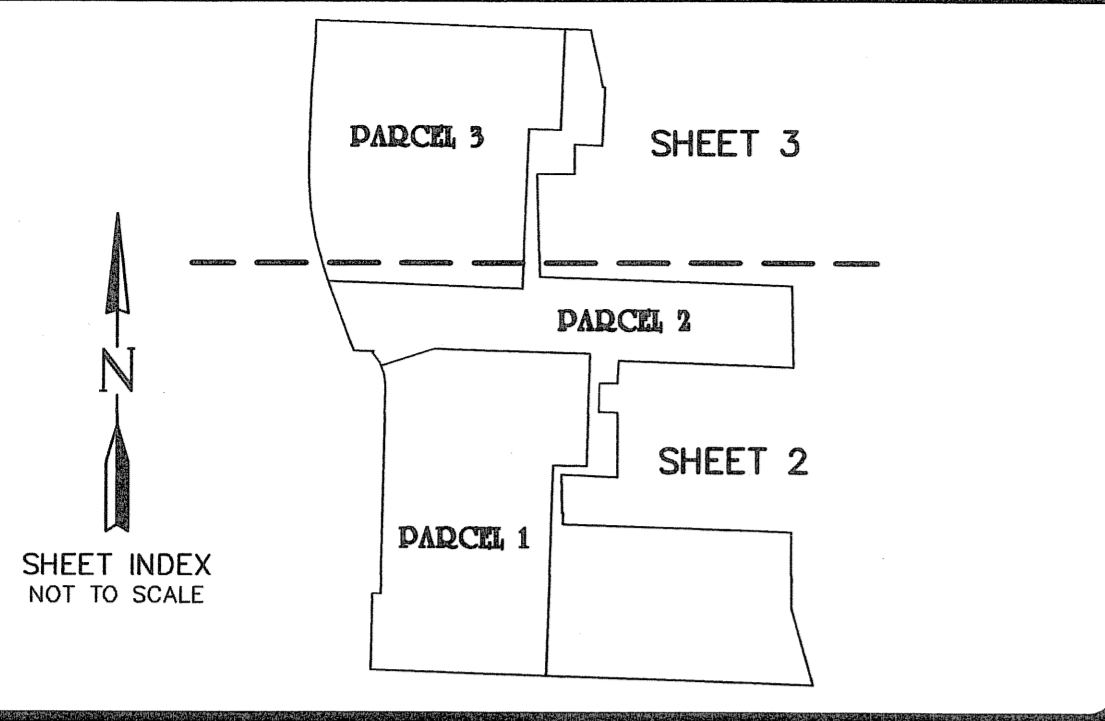 PARCEL 3
SHEET 3
PARCEL 2
N
SHEET 2
PARCEL 1
SHEET INDEX
NOT TO SCALE